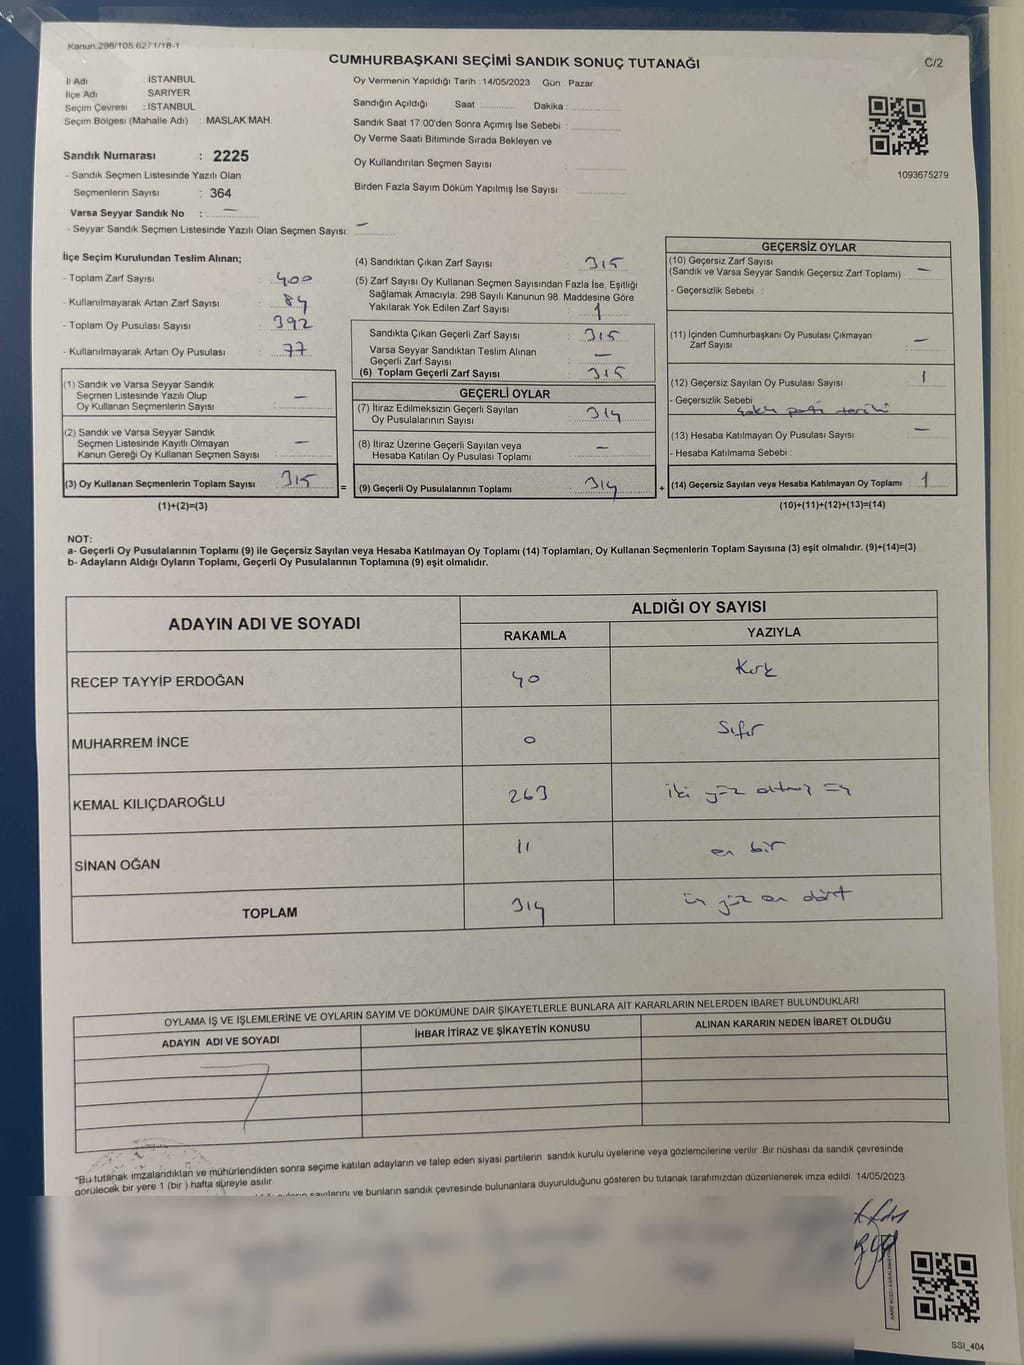 Kanun.298/105.6271/18-1
CUMHURBAŞKANI SEÇİMİ SANDIK SONUÇ TUTANAĞI
C/2
İl Adı : İSTANBUL
İlçe Adı : SARIYER
Seçim Çevresi : İSTANBUL
Seçim Bölgesi (Mahalle Adı) : MASLAK MAH.
Sandık Numarası : 2225
- Sandık Seçmen Listesinde Yazılı Olan
Seçmenlerin Sayısı : 364
Varsa Seyyar Sandık No : —
- Seyyar Sandık Seçmen Listesinde Yazılı Olan Seçmen Sayısı: —
Oy Vermenin Yapıldığı Tarih : 14/05/2023 Gün : Pazar
Sandığın Açıldığı Saat : Dakika :
Sandık Saat 17:00'den Sonra Açımış İse Sebebi :
Oy Verme Saati Bitiminde Sırada Bekleyen ve
Oy Kullandırılan Seçmen Sayısı :
Birden Fazla Sayım Döküm Yapılmış İse Sayısı :
1093675279
İlçe Seçim Kurulundan Teslim Alınan;
- Toplam Zarf Sayısı : 400
- Kullanılmayarak Artan Zarf Sayısı : 84
- Toplam Oy Pusulası Sayısı : 392
- Kullanılmayarak Artan Oy Pusulası : 77
(1) Sandık ve Varsa Seyyar Sandık
Seçmen Listesinde Yazılı Olup
Oy Kullanan Seçmenlerin Sayısı : —
(2) Sandık ve Varsa Seyyar Sandık
Seçmen Listesinde Kayıtlı Olmayan
Kanun Gereği Oy Kullanan Seçmen Sayısı : —
(3) Oy Kullanan Seçmenlerin Toplam Sayısı : 315
(1)+(2)=(3)
(4) Sandıktan Çıkan Zarf Sayısı : 315
(5) Zarf Sayısı Oy Kullanan Seçmen Sayısından Fazla İse, Eşitliği
Sağlamak Amacıyla; 298 Sayılı Kanunun 98. Maddesine Göre
Yakılarak Yok Edilen Zarf Sayısı : 1
Sandıkta Çıkan Geçerli Zarf Sayısı : 315
Varsa Seyyar Sandıktan Teslim Alınan
Geçerli Zarf Sayısı : —
(6) Toplam Geçerli Zarf Sayısı : 315
GEÇERLİ OYLAR
(7) İtiraz Edilmeksizin Geçerli Sayılan
Oy Pusulalarının Sayısı : 314
(8) İtiraz Üzerine Geçerli Sayılan veya
Hesaba Katılan Oy Pusulası Toplamı : —
= (9) Geçerli Oy Pusulalarının Toplamı : 314
GEÇERSİZ OYLAR
(10) Geçersiz Zarf Sayısı
(Sandık ve Varsa Seyyar Sandık Geçersiz Zarf Toplamı) : —
- Geçersizlik Sebebi :
(11) İçinden Cumhurbaşkanı Oy Pusulası Çıkmayan
Zarf Sayısı : —
(12) Geçersiz Sayılan Oy Pusulası Sayısı : 1
- Geçersizlik Sebebi :
(13) Hesaba Katılmayan Oy Pusulası Sayısı : —
- Hesaba Katılmama Sebebi :
+ (14) Geçersiz Sayılan veya Hesaba Katılmayan Oy Toplamı : 1
(10)+(11)+(12)+(13)=(14)
NOT:
a- Geçerli Oy Pusulalarının Toplamı (9) ile Geçersiz Sayılan veya Hesaba Katılmayan Oy Toplamı (14) Toplamları, Oy Kullanan Seçmenlerin Toplam Sayısına (3) eşit olmalıdır. (9)+(14)=(3)
b- Adayların Aldığı Oyların Toplamı, Geçerli Oy Pusulalarının Toplamına (9) eşit olmalıdır.
ADAYIN ADI VE SOYADI
ALDIĞI OY SAYISI
RAKAMLA YAZIYLA
RECEP TAYYİP ERDOĞAN 40 Kırk
MUHARREM İNCE 0 Sıfır
KEMAL KILIÇDAROĞLU 263 iki yüz altmış üç
SİNAN OĞAN 11 on bir
TOPLAM 314 üç yüz on dört
OYLAMA İŞ VE İŞLEMLERİNE VE OYLARIN SAYIM VE DÖKÜMÜNE DAİR ŞİKAYETLERLE BUNLARA AİT KARARLARIN NELERDEN İBARET BULUNDUKLARI
ADAYIN ADI VE SOYADI İHBAR İTİRAZ VE ŞİKAYETİN KONUSU ALINAN KARARIN NEDEN İBARET OLDUĞU
*Bu tutanak imzalandıktan ve mühürlendikten sonra seçime katılan adayların ve talep eden siyasi partilerin sandık kurulu üyelerine veya gözlemcilerine verilir. Bir nüshası da sandık çevresinde
görülecek bir yere 1 (bir ) hafta süreyle asılır.
sayılarını ve bunların sandık çevresinde bulunanlara duyurulduğunu gösteren bu tutanak tarafımızdan düzenlenerek imza edildi. 14/05/2023
SSI_404